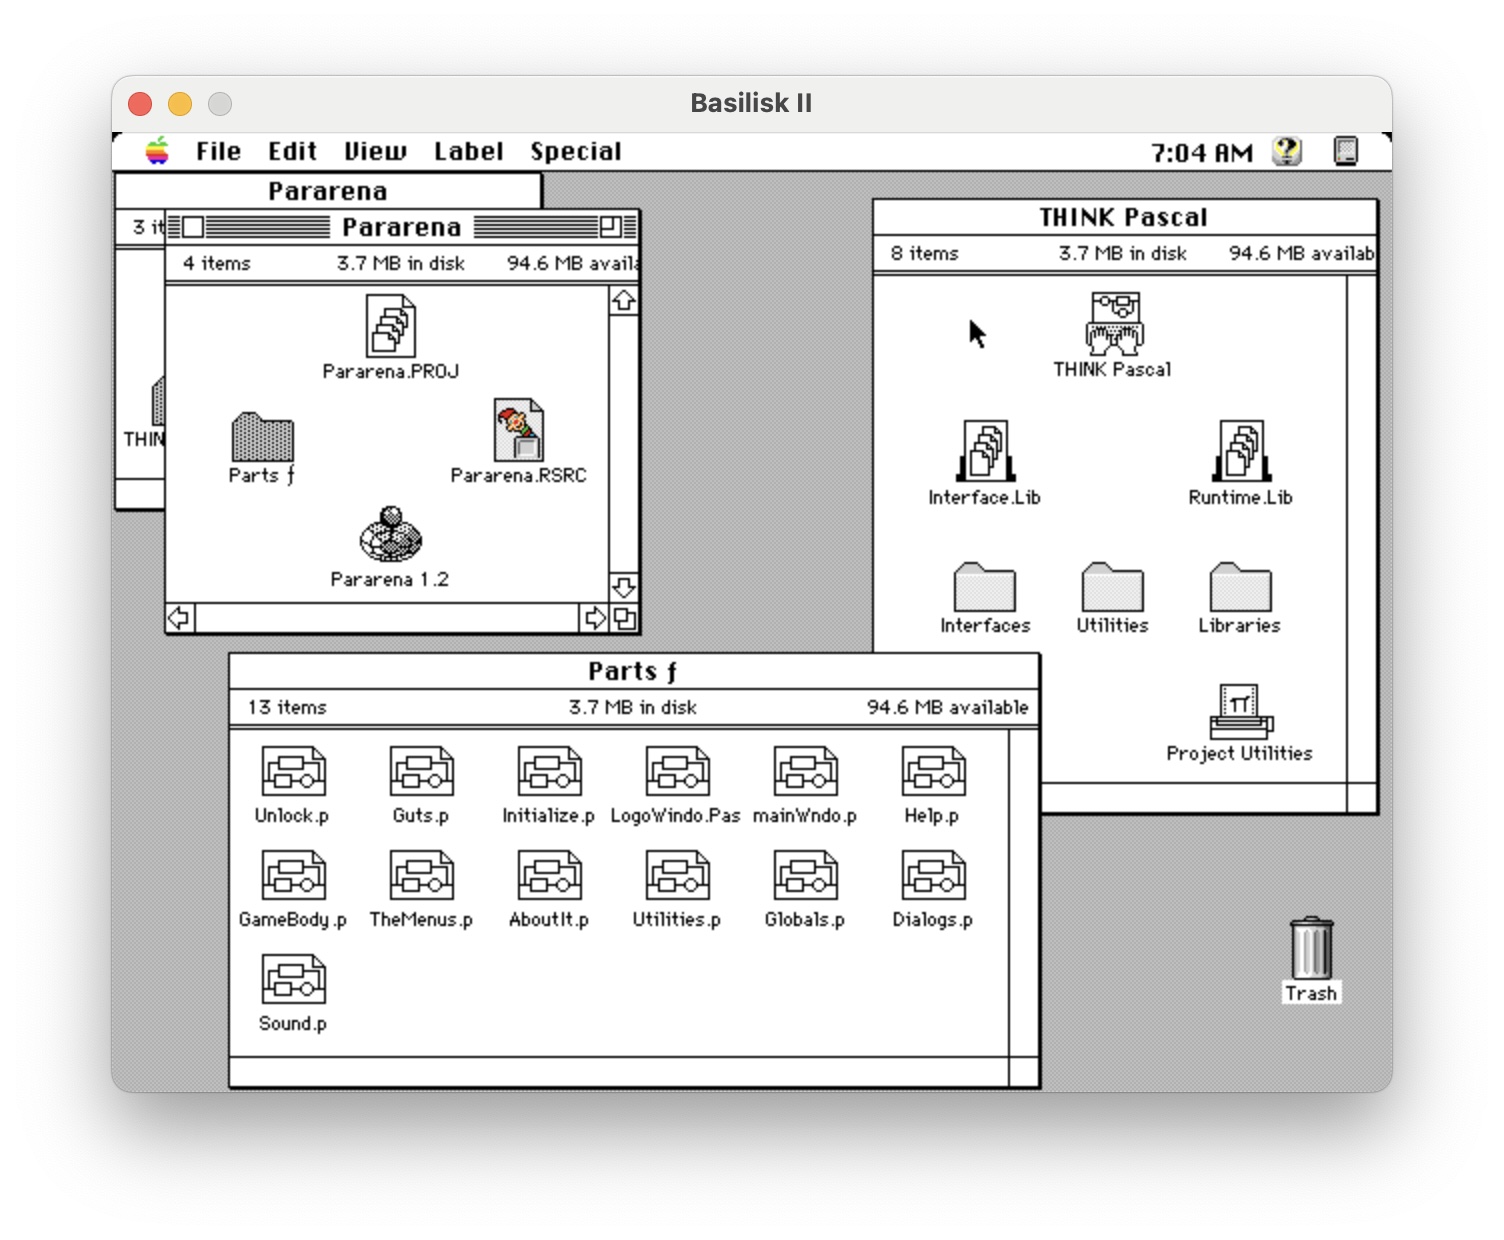 Basilisk II
File Edit View Label Special 7:04 AM
Pararena
3 it
THIN
Pararena
4 items 3.7 MB in disk 94.6 MB availa
Pararena.PROJ
Parts ƒ Pararena.RSRC
Pararena 1.2
THINK Pascal
8 items 3.7 MB in disk 94.6 MB availab
THINK Pascal
Interface.Lib Runtime.Lib
Interfaces Utilities Libraries
Project Utilities
Parts ƒ
13 items 3.7 MB in disk 94.6 MB available
Unlock.p Guts.p Initialize.p LogoWindo.Pas mainWndo.p Help.p
GameBody.p TheMenus.p AboutIt.p Utilities.p Globals.p Dialogs.p
Sound.p
Trash